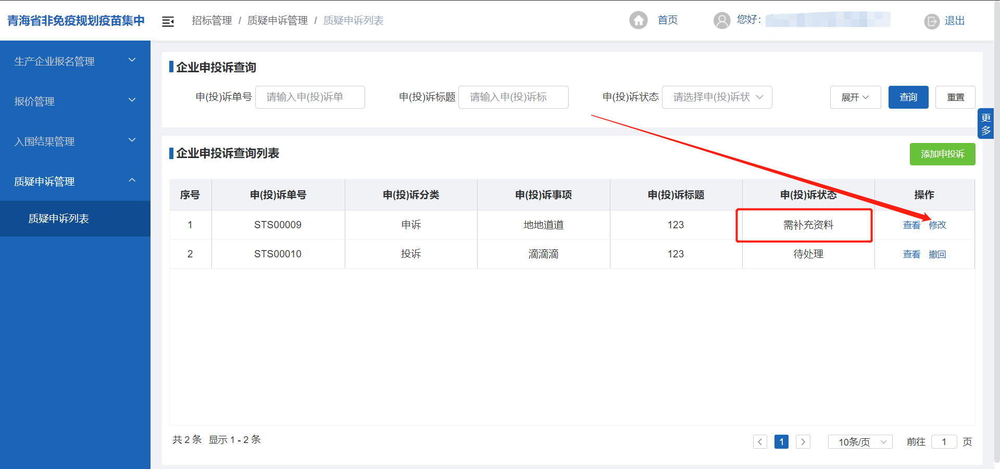 青海省非免疫规划疫苗集中
招标管理 / 质疑申诉管理 / 质疑申诉列表
首页
您好：
退出
生产企业报名管理
报价管理
入围结果管理
质疑申诉管理
质疑申诉列表
企业申投诉查询
申(投)诉单号 请输入申(投)诉单
申(投)诉标题 请输入申(投)诉标
申(投)诉状态 请选择申(投)诉状
展开 查询 重置
更多
企业申投诉查询列表
添加申投诉
序号 申(投)诉单号 申(投)诉分类 申(投)诉事项 申(投)诉标题 申(投)诉状态 操作
1 STS00009 申诉 地地道道 123 需补充资料 查看 修改
2 STS00010 投诉 滴滴滴 123 待处理 查看 撤回
共 2 条 显示 1 - 2 条
1 10条/页 前往 1 页